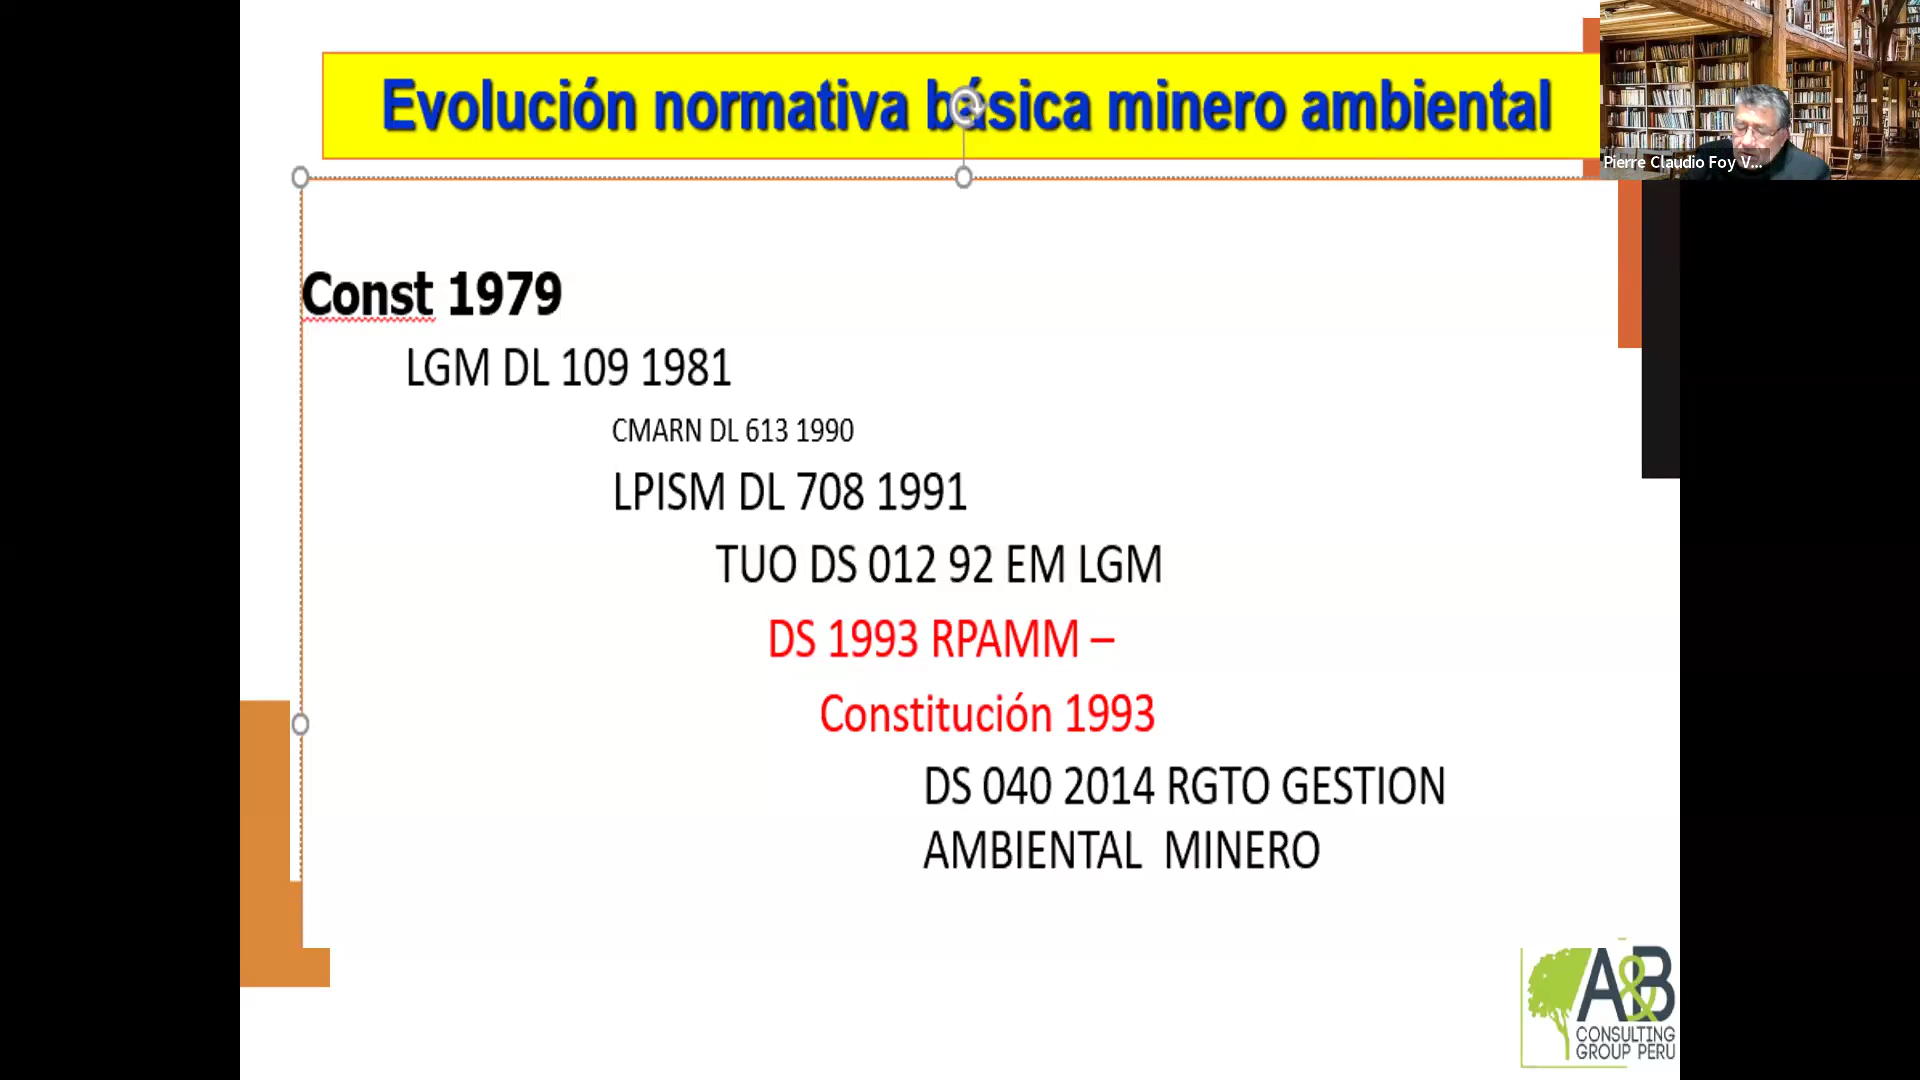 Evolución normativa básica minero ambiental
Pierre Claudio Foy V...
Const 1979
LGM DL 109 1981
CMARN DL 613 1990
LPISM DL 708 1991
TUO DS 012 92 EM LGM
DS 1993 RPAMM –
Constitución 1993
DS 040 2014 RGTO GESTION
AMBIENTAL MINERO
A&B
CONSULTING
GROUP PERU